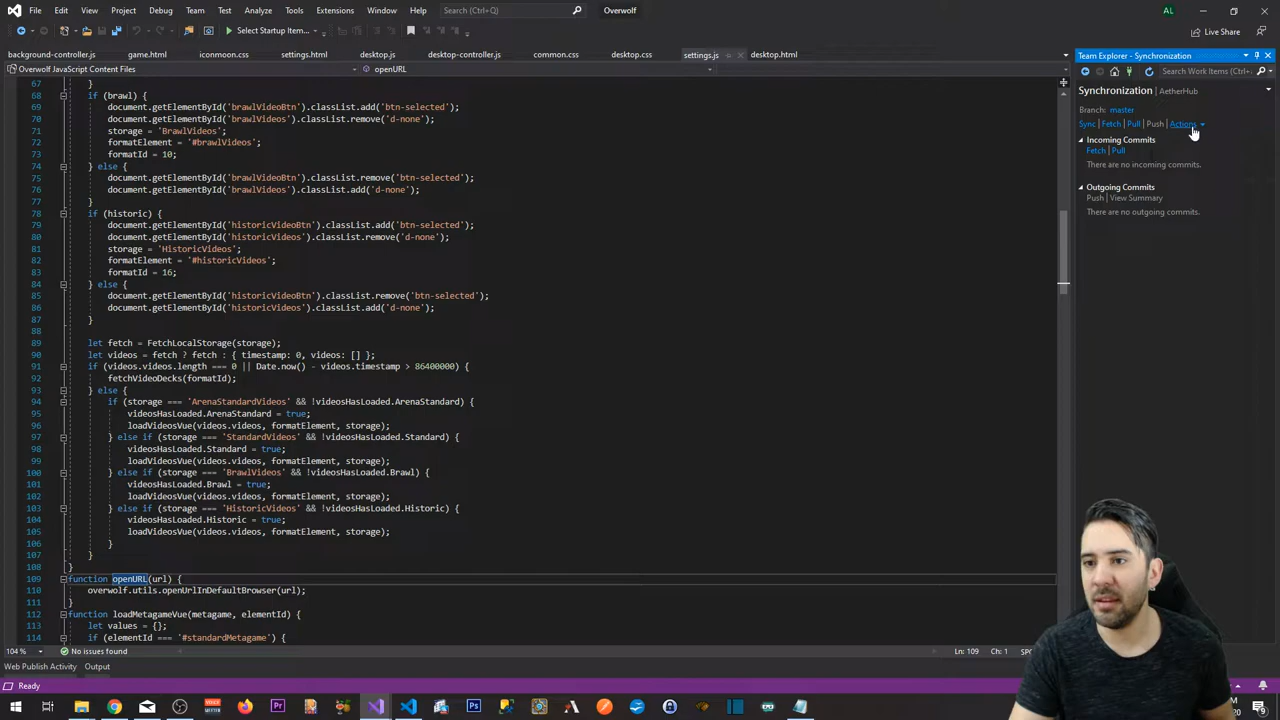 File Edit View Project Debug Team Test Analyze Tools Extensions Window Help Search (Ctrl+Q) Overwolf AL
Select Startup Item... Live Share
background-controller.js game.html iconmoon.css settings.html desktop.js desktop-controller.js common.css desktop.css settings.js desktop.html
Overwolf JavaScript Content Files openURL
67 }
68 if (brawl) {
69 document.getElementById('brawlVideoBtn').classList.add('btn-selected');
70 document.getElementById('brawlVideos').classList.remove('d-none');
71 storage = 'BrawlVideos';
72 formatElement = '#brawlVideos';
73 formatId = 10;
74 } else {
75 document.getElementById('brawlVideoBtn').classList.remove('btn-selected');
76 document.getElementById('brawlVideos').classList.add('d-none');
77 }
78 if (historic) {
79 document.getElementById('historicVideoBtn').classList.add('btn-selected');
80 document.getElementById('historicVideos').classList.remove('d-none');
81 storage = 'HistoricVideos';
82 formatElement = '#historicVideos';
83 formatId = 16;
84 } else {
85 document.getElementById('historicVideoBtn').classList.remove('btn-selected');
86 document.getElementById('historicVideos').classList.add('d-none');
87 }
88
89 let fetch = FetchLocalStorage(storage);
90 let videos = fetch ? fetch : { timestamp: 0, videos: [] };
91 if (videos.videos.length === 0 || Date.now() - videos.timestamp > 86400000) {
92 fetchVideoDecks(formatId);
93 } else {
94 if (storage === 'ArenaStandardVideos' && !videosHasLoaded.ArenaStandard) {
95 videosHasLoaded.ArenaStandard = true;
96 loadVideosVue(videos.videos, formatElement, storage);
97 } else if (storage === 'StandardVideos' && !videosHasLoaded.Standard) {
98 videosHasLoaded.Standard = true;
99 loadVideosVue(videos.videos, formatElement, storage);
100 } else if (storage === 'BrawlVideos' && !videosHasLoaded.Brawl) {
101 videosHasLoaded.Brawl = true;
102 loadVideosVue(videos.videos, formatElement, storage);
103 } else if (storage === 'HistoricVideos' && !videosHasLoaded.Historic) {
104 videosHasLoaded.Historic = true;
105 loadVideosVue(videos.videos, formatElement, storage);
106 }
107 }
108 }
109 function openURL(url) {
110 overwolf.utils.openUrlInDefaultBrowser(url);
111 }
112 function loadMetagameVue(metagame, elementId) {
113 let values = {};
114 if (elementId === '#standardMetagame') {
104 % No issues found Ln: 109 Ch: 1 SPC
Web Publish Activity Output
Ready
Team Explorer - Synchronization
Search Work Items (Ctrl+
Synchronization | AetherHub
Branch: master
Sync | Fetch | Pull | Push | Actions
Incoming Commits
Fetch | Pull
There are no incoming commits.
Outgoing Commits
Push | View Summary
There are no outgoing commits.